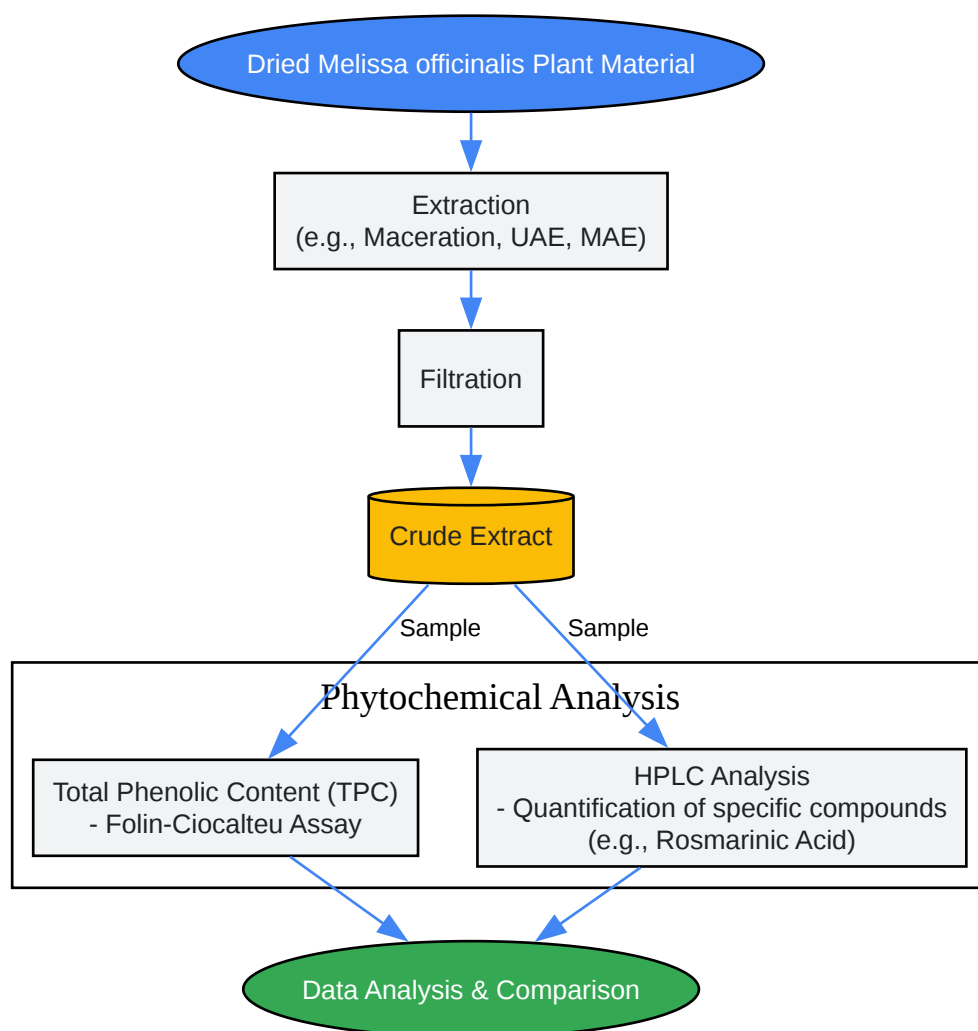 Dried Melissa officinalis Plant Material
Extraction
(e.g., Maceration, UAE, MAE)
Filtration
Crude Extract
Sample
Sample
Phytochemical Analysis
Total Phenolic Content (TPC)
- Folin-Ciocalteu Assay
HPLC Analysis
- Quantification of specific compounds
(e.g., Rosmarinic Acid)
Data Analysis & Comparison